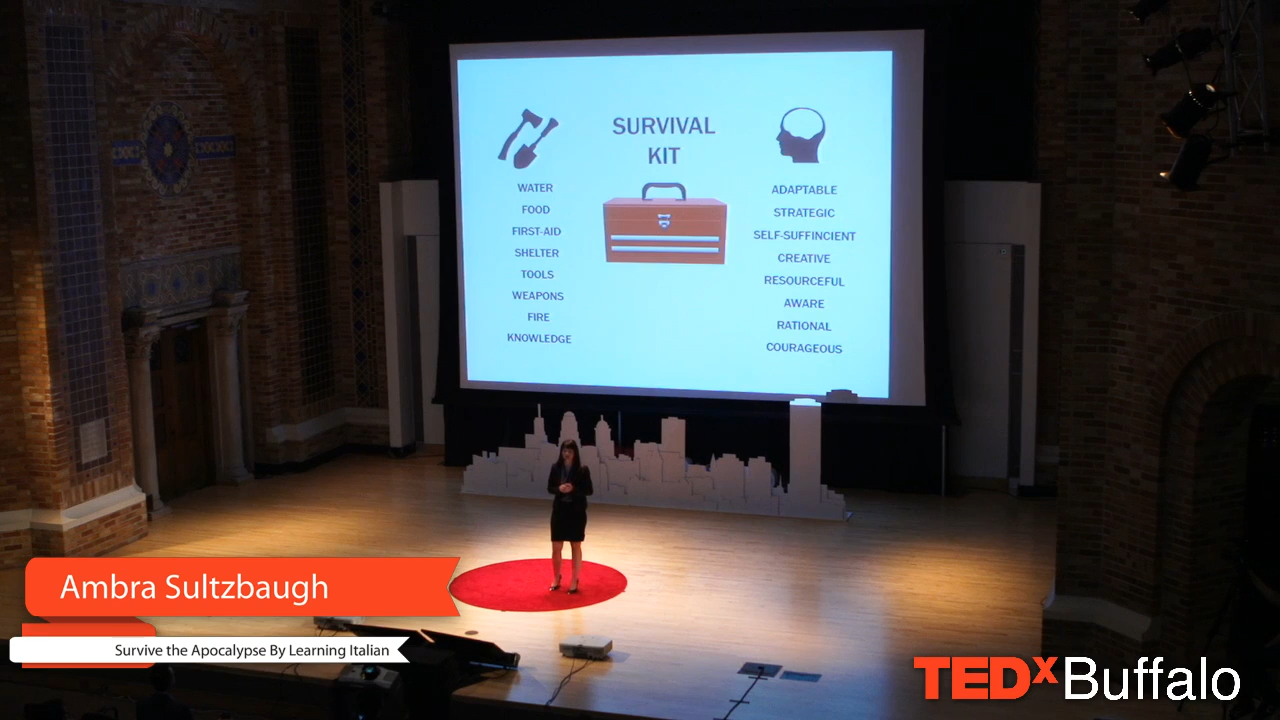 SURVIVAL
KIT
WATER
FOOD
FIRST-AID
SHELTER
TOOLS
WEAPONS
FIRE
KNOWLEDGE
ADAPTABLE
STRATEGIC
SELF-SUFFINCIENT
CREATIVE
RESOURCEFUL
AWARE
RATIONAL
COURAGEOUS
Ambra Sultzbaugh
Survive the Apocalypse By Learning Italian
TEDxBuffalo